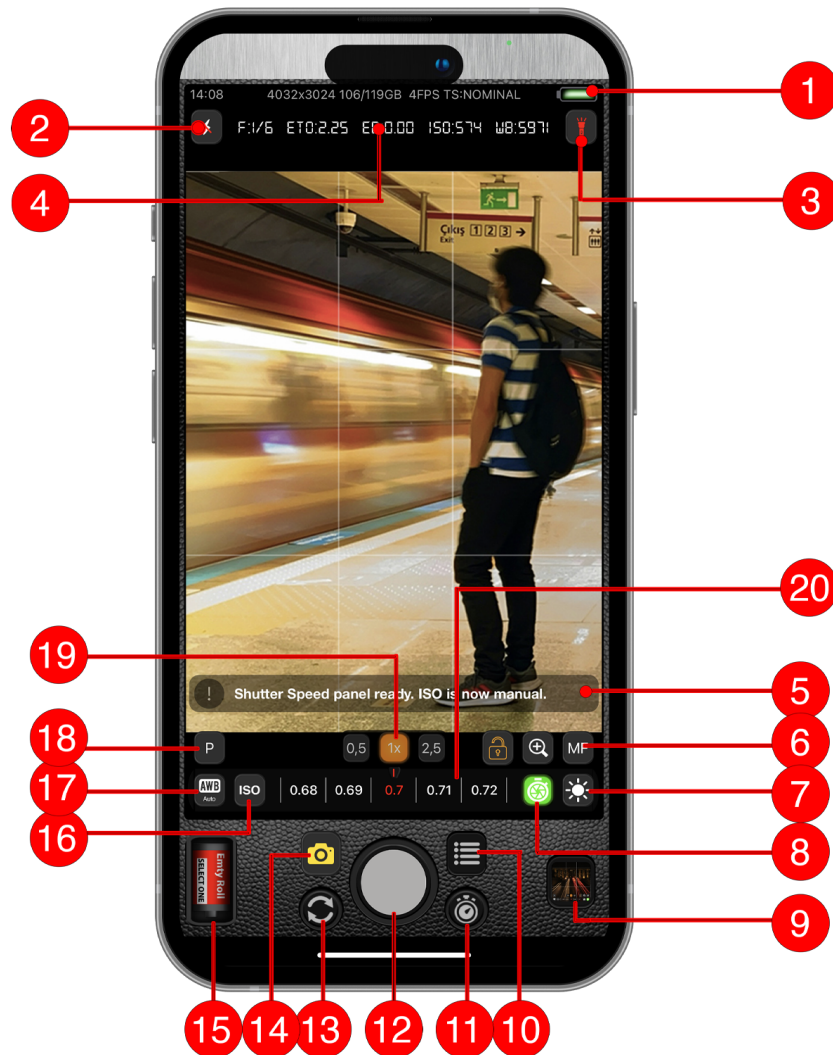 14:08 4032x3024 106/119GB 4FPS TS:NOMINAL
F:1/6 ET0:2.25 EB:0.00 ISO:574 WB:5971
Çıkış 1 2 3 →
Exit
! Shutter Speed panel ready. ISO is now manual.
P 0,5 1x 2,5 MF
AWB
Auto
ISO 0.68 0.69 0.7 0.71 0.72
Emty Roll
SELECT ONE
1
2
3
4
20
19
5
18
6
17
7
16
8
9
15
14
13
12
11
10